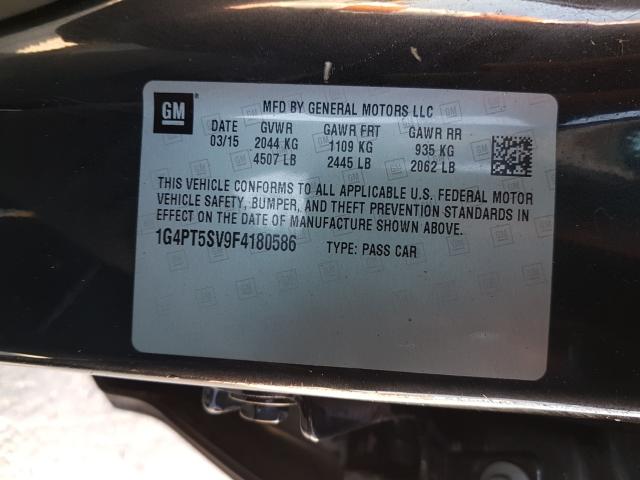 GM
MFD BY GENERAL MOTORS LLC
DATE GVWR GAWR FRT GAWR RR
03/15 2044 KG 1109 KG 935 KG
4507 LB 2445 LB 2062 LB
THIS VEHICLE CONFORMS TO ALL APPLICABLE U.S. FEDERAL MOTOR
VEHICLE SAFETY, BUMPER, AND THEFT PREVENTION STANDARDS IN
EFFECT ON THE DATE OF MANUFACTURE SHOWN ABOVE.
1G4PT5SV9F4180586 TYPE: PASS CAR